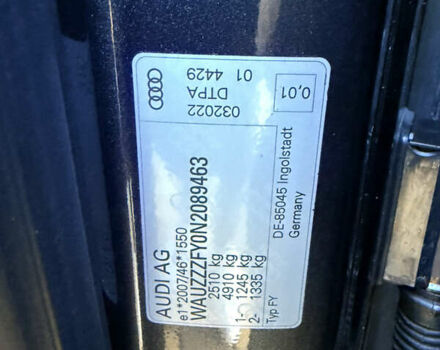 AUDI AG
e1*2007/46*1550
WAUZZZFY0N2089463
2510 kg
4910 kg
1- 1245 kg
2- 1335 kg
Typ FY
DE-85045 Ingolstadt
Germany
032022
DTPA
01 4429
0,01